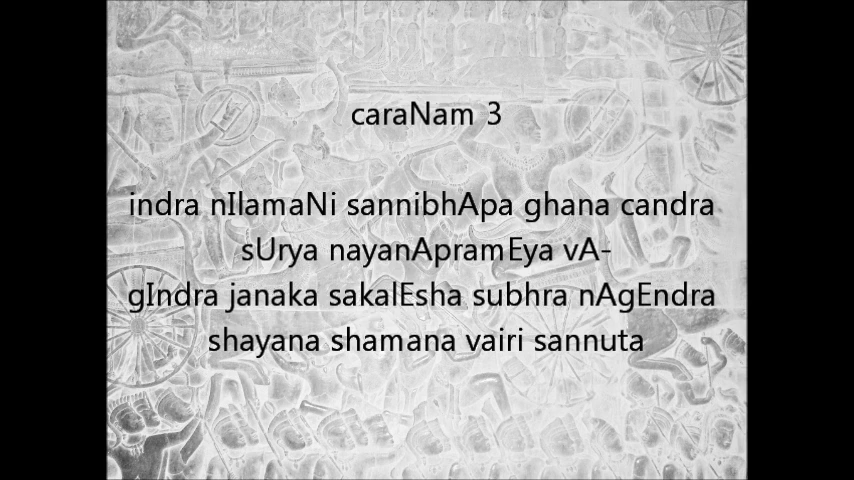 caraNam 3
indra nIlamaNi sannibhApa ghana candra
sUrya nayanApramEya vA-
gIndra janaka sakalEsha subhra nAgEndra
shayana shamana vairi sannuta